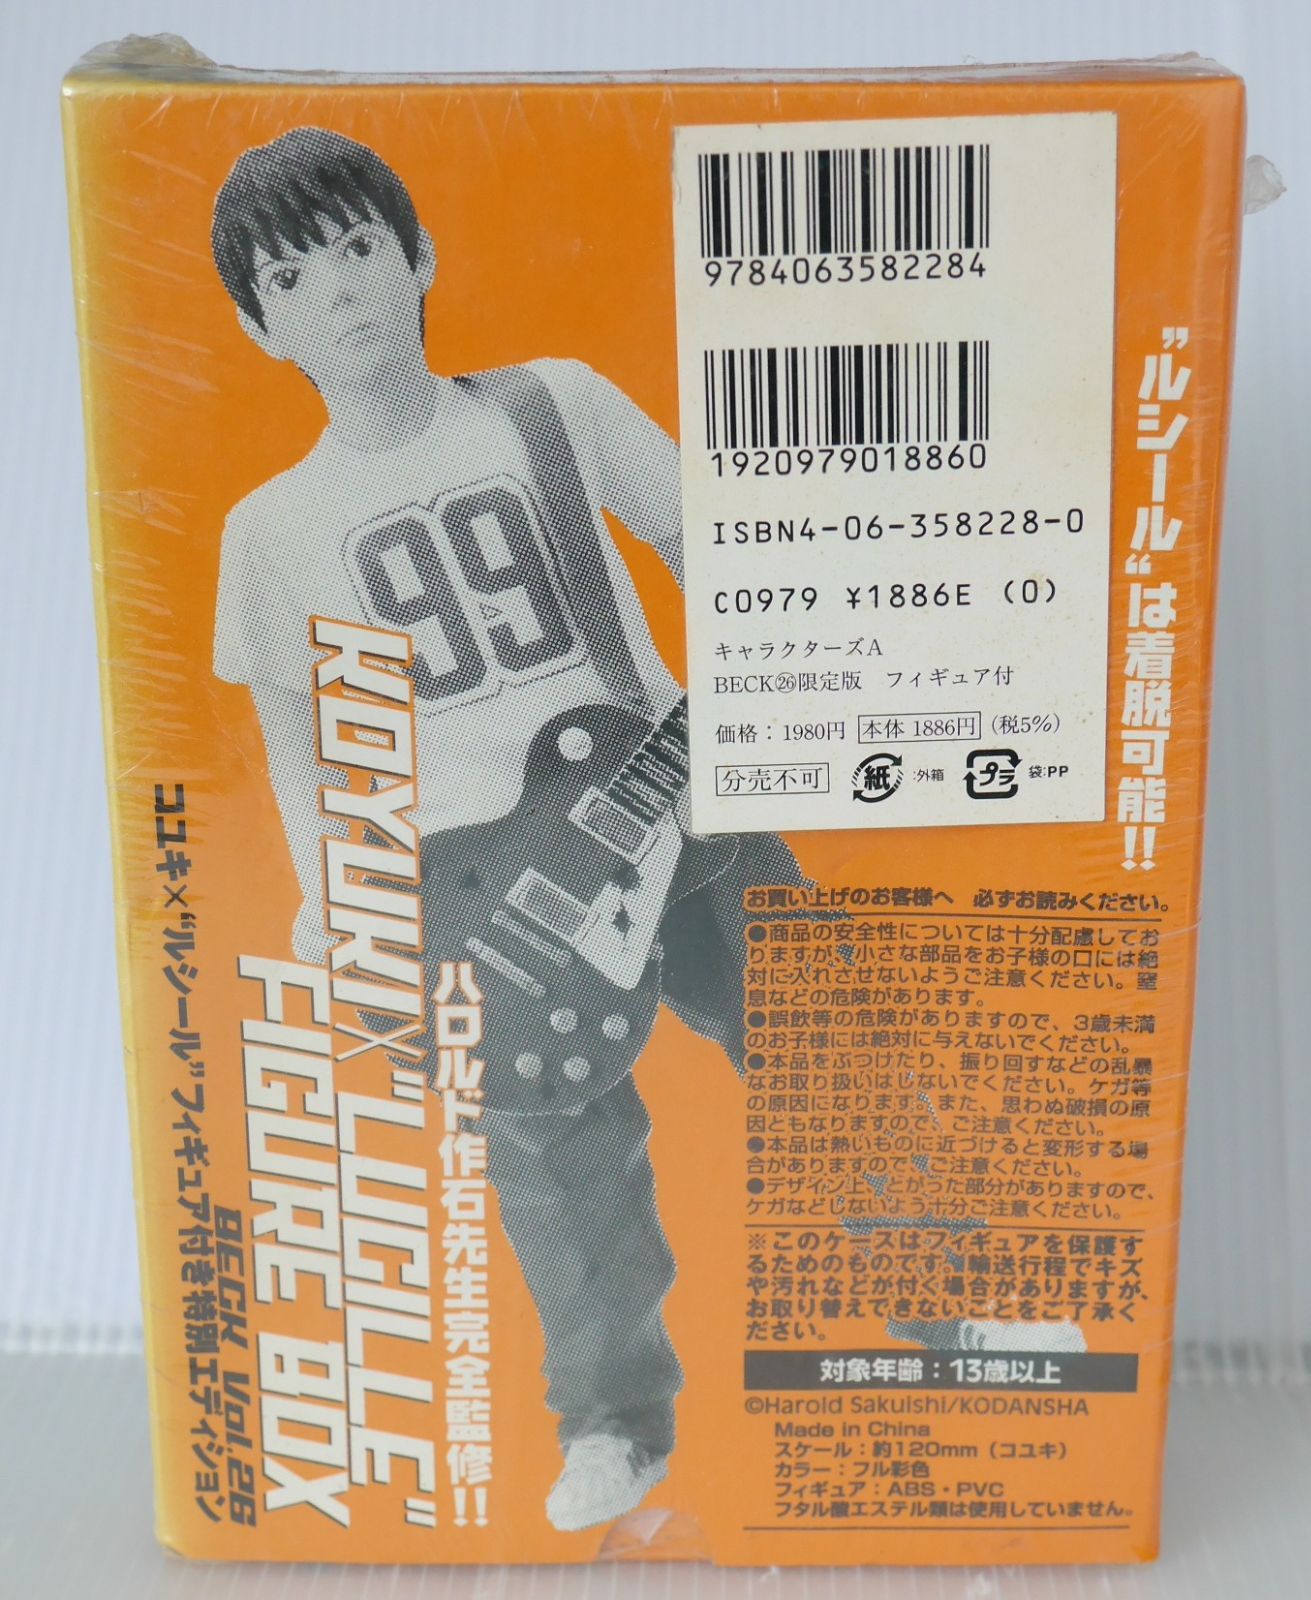 9784063582284
1920979018860
ISBN4-06-358228-0
C0979 ¥1886E (0)
キャラクターズA
BECK㉖限定版 フィギュア付
価格：1980円 本体 1886円 (税5%)
分売不可 紙 :外箱 プラ 袋:PP
"ルシール"は着脱可能!!
99
KOYUKI×"LUCILLE"
FIGURE BOX
ハロルド作石先生完全監修!!
コユキ×"ルシール"フィギュア付き特別エディション
BECK Vol.26
お買い上げのお客様へ 必ずお読みください。
●商品の安全性については十分配慮してお
りますが、小さな部品をお子様の口には絶
対に入れさせないようご注意ください。窒
息などの危険があります。
●誤飲等の危険がありますので、3歳未満
のお子様には絶対に与えないでください。
●本品をぶつけたり、振り回すなどの乱暴
なお取り扱いはしないでください。ケガ等
の原因になります。また、思わぬ破損の原
因ともなりますので、ご注意ください。
●本品は熱いものに近づけると変形する場
合がありますので、ご注意ください。
●デザイン上、とがった部分がありますので、
ケガなどしないよう十分ご注意ください。
※このケースはフィギュアを保護す
るためのものです。輸送行程でキズ
や汚れなどが付く場合がありますが、
お取り替えできないことをご了承く
ださい。
対象年齢：13歳以上
©Harold Sakuishi/KODANSHA
Made in China
スケール：約120mm（コユキ）
カラー：フル彩色
フィギュア：ABS・PVC
フタル酸エステル類は使用していません。